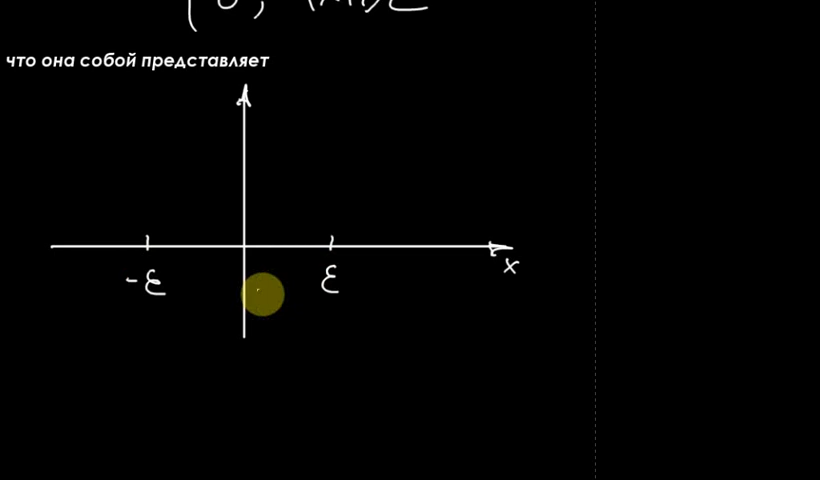 что она собой представляет
x
-ε ε